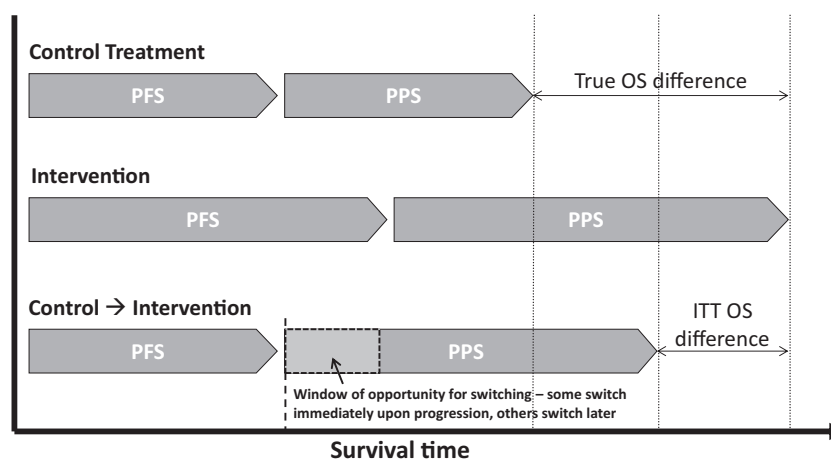 Control Treatment
PFS
PPS
True OS difference
Intervention
PFS
PPS
Control → Intervention
ITT OS
difference
PFS
PPS
Window of opportunity for switching – some switch
immediately upon progression, others switch later
Survival time